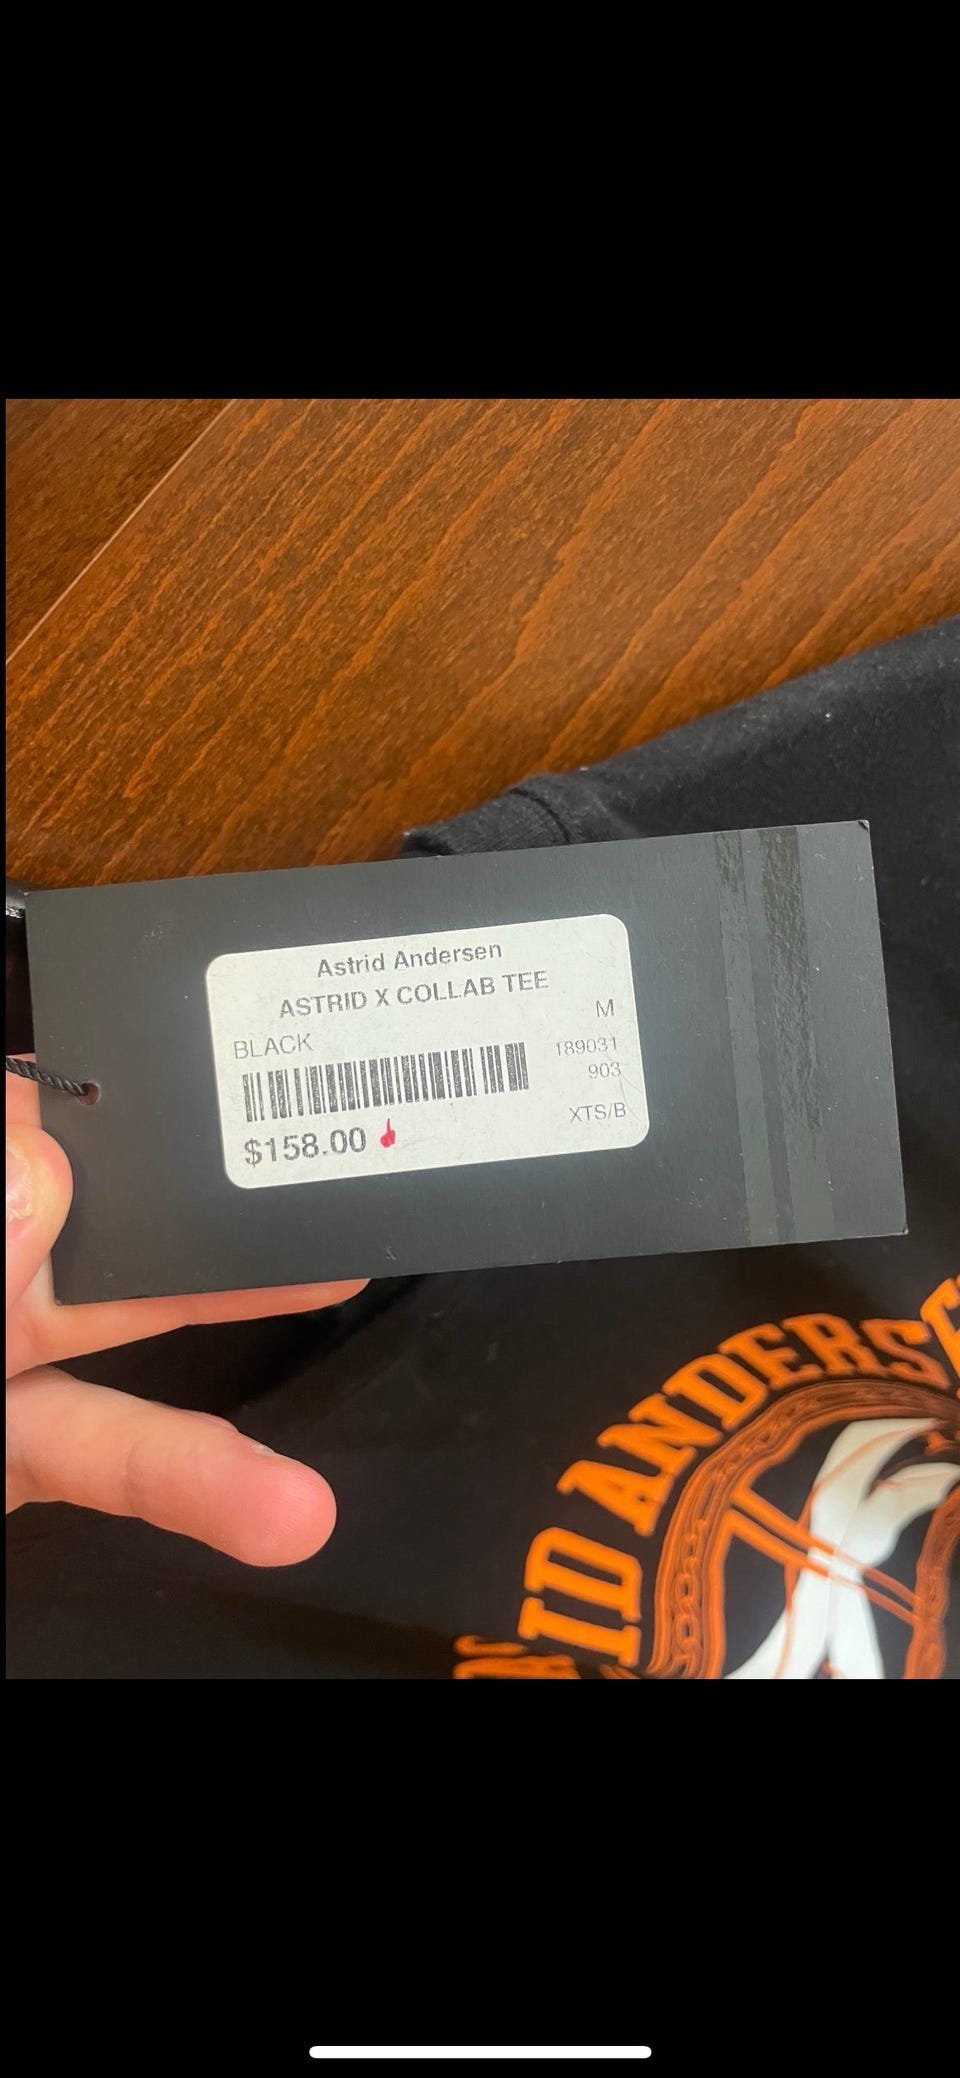 Astrid Andersen
ASTRID X COLLAB TEE
M
BLACK
189031
903
XTS/B
$158.00
ID ANDERSE